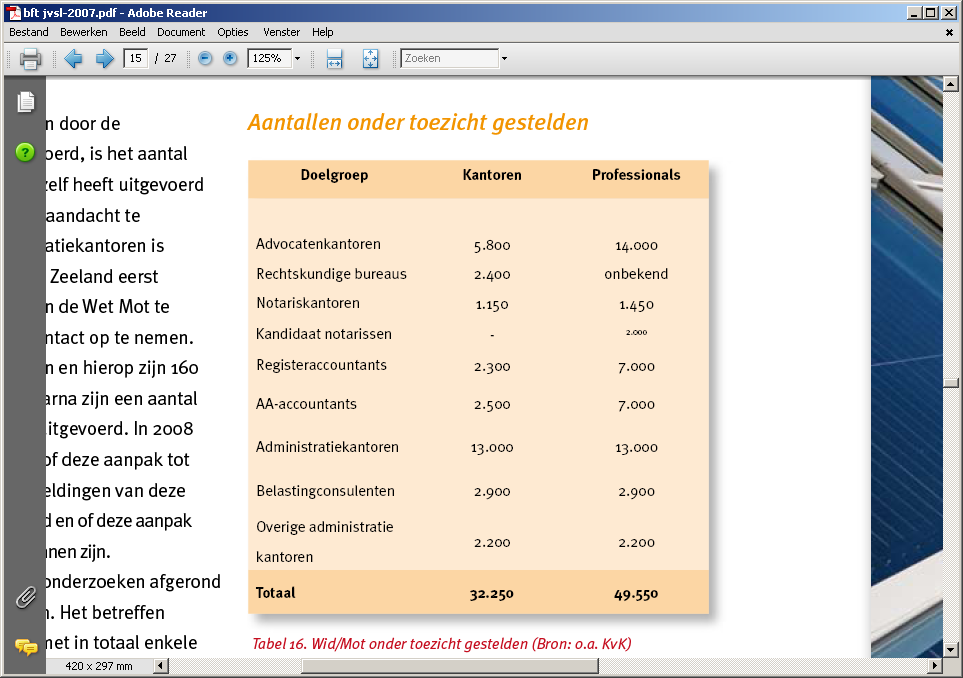 bft jvsl-2007.pdf - Adobe Reader
Bestand Bewerken Beeld Document Opties Venster Help
15 / 27 125% Zoeken
n door de
oerd, is het aantal
zelf heeft uitgevoerd
aandacht te
atiekantoren is
Zeeland eerst
n de Wet Mot te
ntact op te nemen.
n en hierop zijn 160
arna zijn een aantal
itgevoerd. In 2008
of deze aanpak tot
eldingen van deze
d en of deze aanpak
nnen zijn.
onderzoeken afgerond
n. Het betreffen
met in totaal enkele
Aantallen onder toezicht gestelden
Doelgroep Kantoren Professionals
Advocatenkantoren 5.800 14.000
Rechtskundige bureaus 2.400 onbekend
Notariskantoren 1.150 1.450
Kandidaat notarissen - 2.000
Registeraccountants 2.300 7.000
AA-accountants 2.500 7.000
Administratiekantoren 13.000 13.000
Belastingconsulenten 2.900 2.900
Overige administratie
kantoren 2.200 2.200
Totaal 32.250 49.550
Tabel 16. Wid/Mot onder toezicht gestelden (Bron: o.a. KvK)
420 x 297 mm